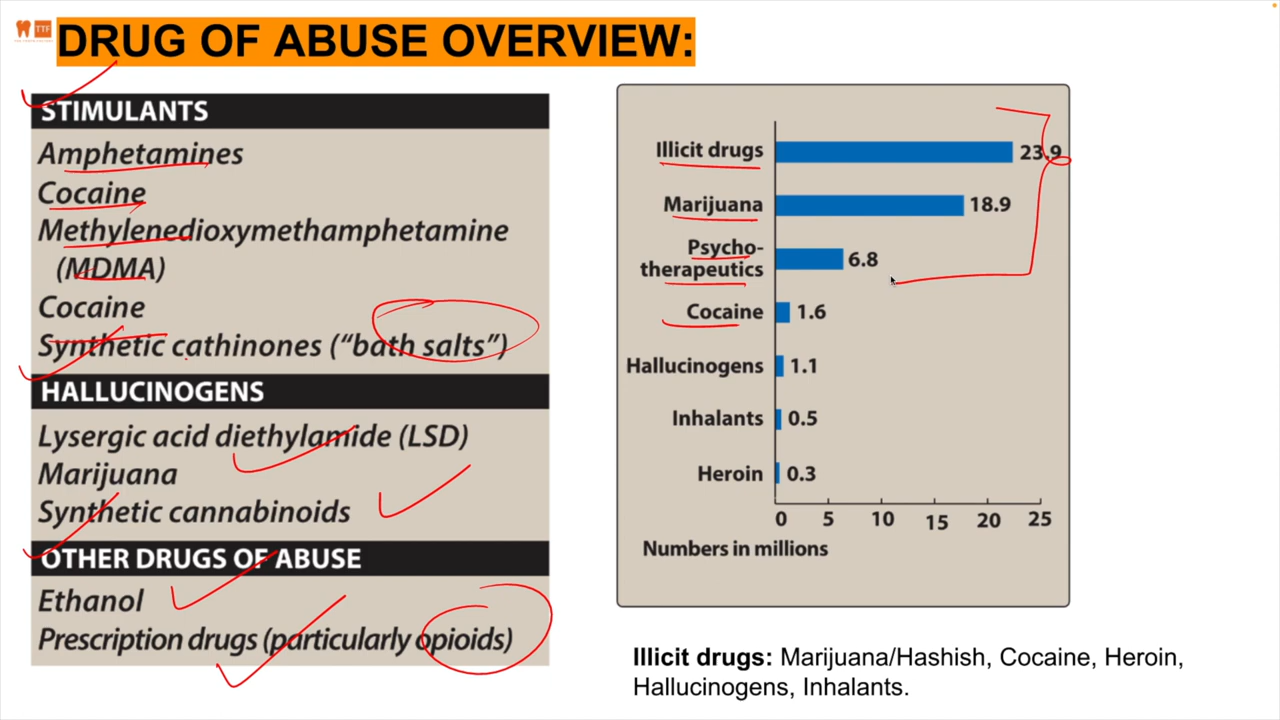 TTF
DRUG OF ABUSE OVERVIEW:
STIMULANTS
Amphetamines
Cocaine
Methylenedioxymethamphetamine
(MDMA)
Cocaine
Synthetic cathinones (“bath salts”)
HALLUCINOGENS
Lysergic acid diethylamide (LSD)
Marijuana
Synthetic cannabinoids
OTHER DRUGS OF ABUSE
Ethanol
Prescription drugs (particularly opioids)
Illicit drugs 23.9
Marijuana 18.9
Psycho-
therapeutics 6.8
Cocaine 1.6
Hallucinogens 1.1
Inhalants 0.5
Heroin 0.3
0 5 10 15 20 25
Numbers in millions
Illicit drugs: Marijuana/Hashish, Cocaine, Heroin,
Hallucinogens, Inhalants.